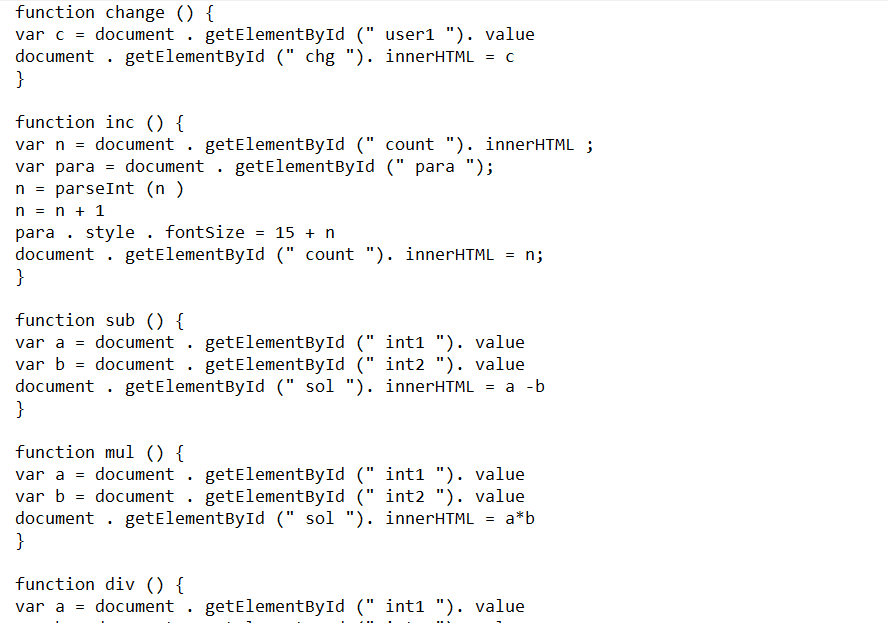 function change () {
var c = document . getElementById (" user1 "). value
document . getElementById (" chg "). innerHTML = c
}
function inc () {
var n = document . getElementById (" count "). innerHTML ;
var para = document . getElementById (" para ");
n = parseInt (n )
n = n + 1
para . style . fontSize = 15 + n
document . getElementById (" count "). innerHTML = n;
}
function sub () {
var a = document . getElementById (" int1 "). value
var b = document . getElementById (" int2 "). value
document . getElementById (" sol "). innerHTML = a -b
}
function mul () {
var a = document . getElementById (" int1 "). value
var b = document . getElementById (" int2 "). value
document . getElementById (" sol "). innerHTML = a*b
}
function div () {
var a = document . getElementById (" int1 "). value